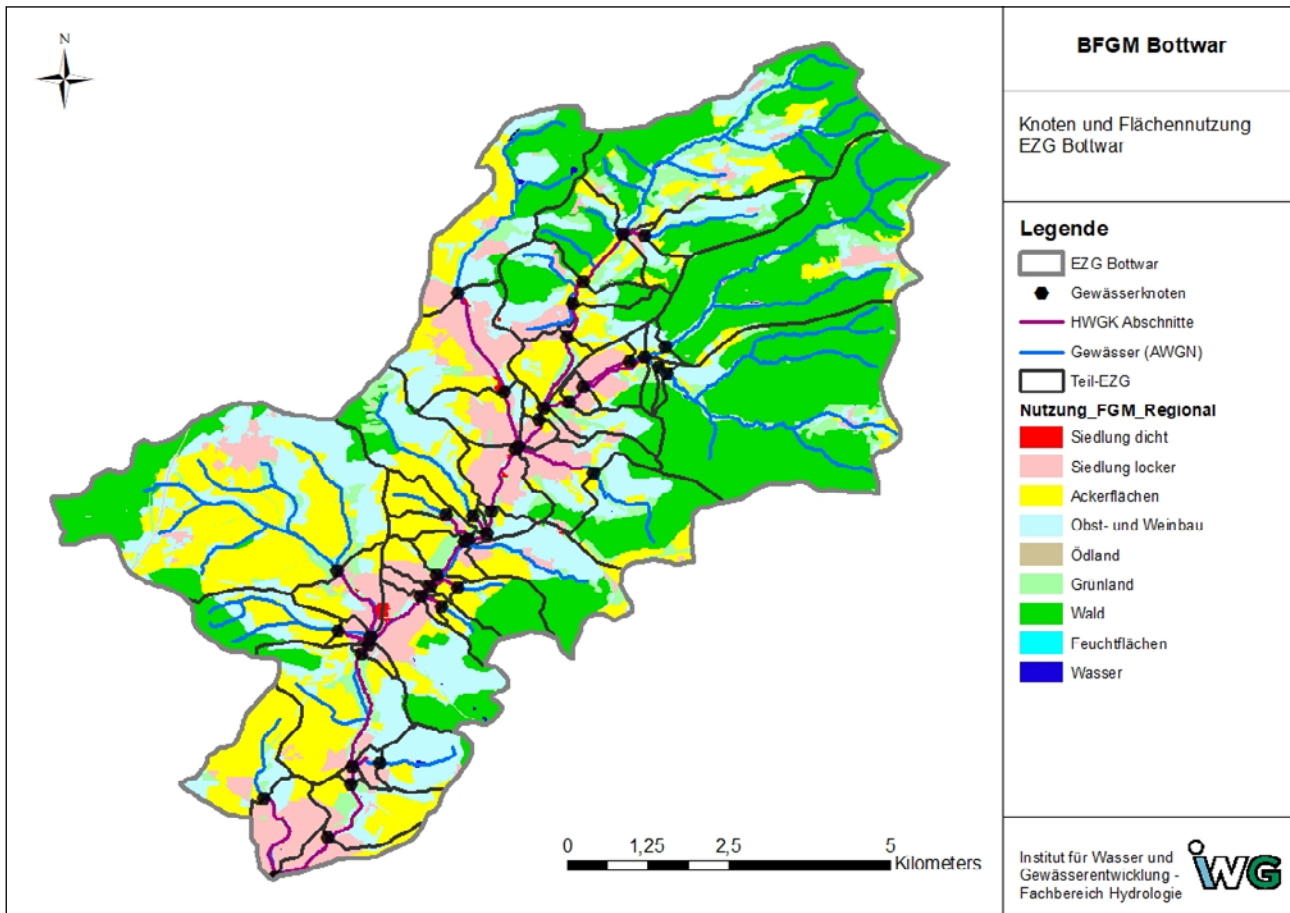 N
BFGM Bottwar
Knoten und Flächennutzung
EZG Bottwar
Legende
EZG Bottwar
Gewässerknoten
HWGK Abschnitte
Gewässer (AWGN)
Teil-EZG
Nutzung_FGM_Regional
Siedlung dicht
Siedlung locker
Ackerflächen
Obst- und Weinbau
Ödland
Grunland
Wald
Feuchtflächen
Wasser
0 1,25 2,5 5
Kilometers
Institut für Wasser und
Gewässerentwicklung -
Fachbereich Hydrologie
iWG